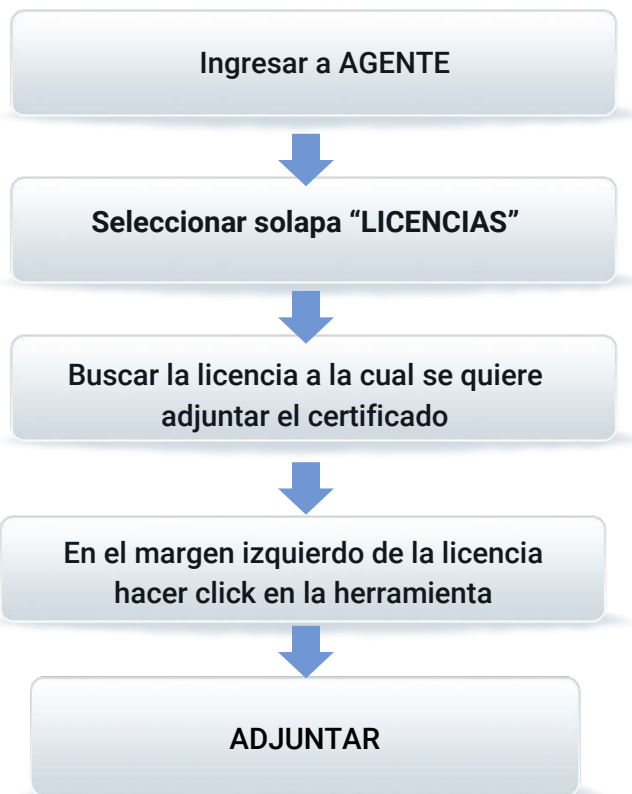 Ingresar a AGENTE
Seleccionar solapa “LICENCIAS”
Buscar la licencia a la cual se quiere
adjuntar el certificado
En el margen izquierdo de la licencia
hacer click en la herramienta
ADJUNTAR